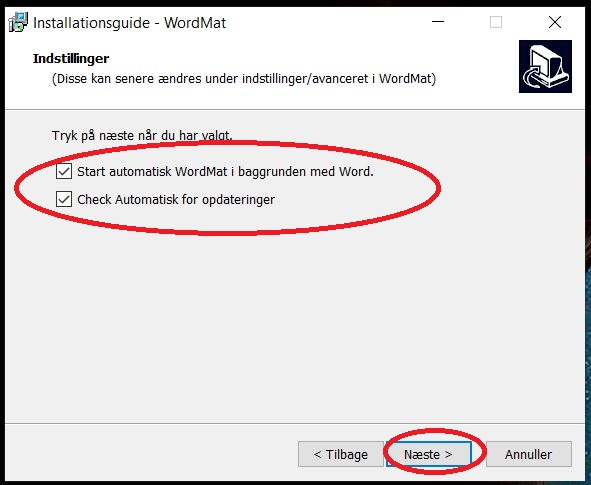 Installationsguide - WordMat
Indstillinger
(Disse kan senere ændres under indstillinger/avanceret i WordMat)
Tryk på næste når du har valgt.
Start automatisk WordMat i baggrunden med Word.
Check Automatisk for opdateringer
< Tilbage
Næste >
Annuller